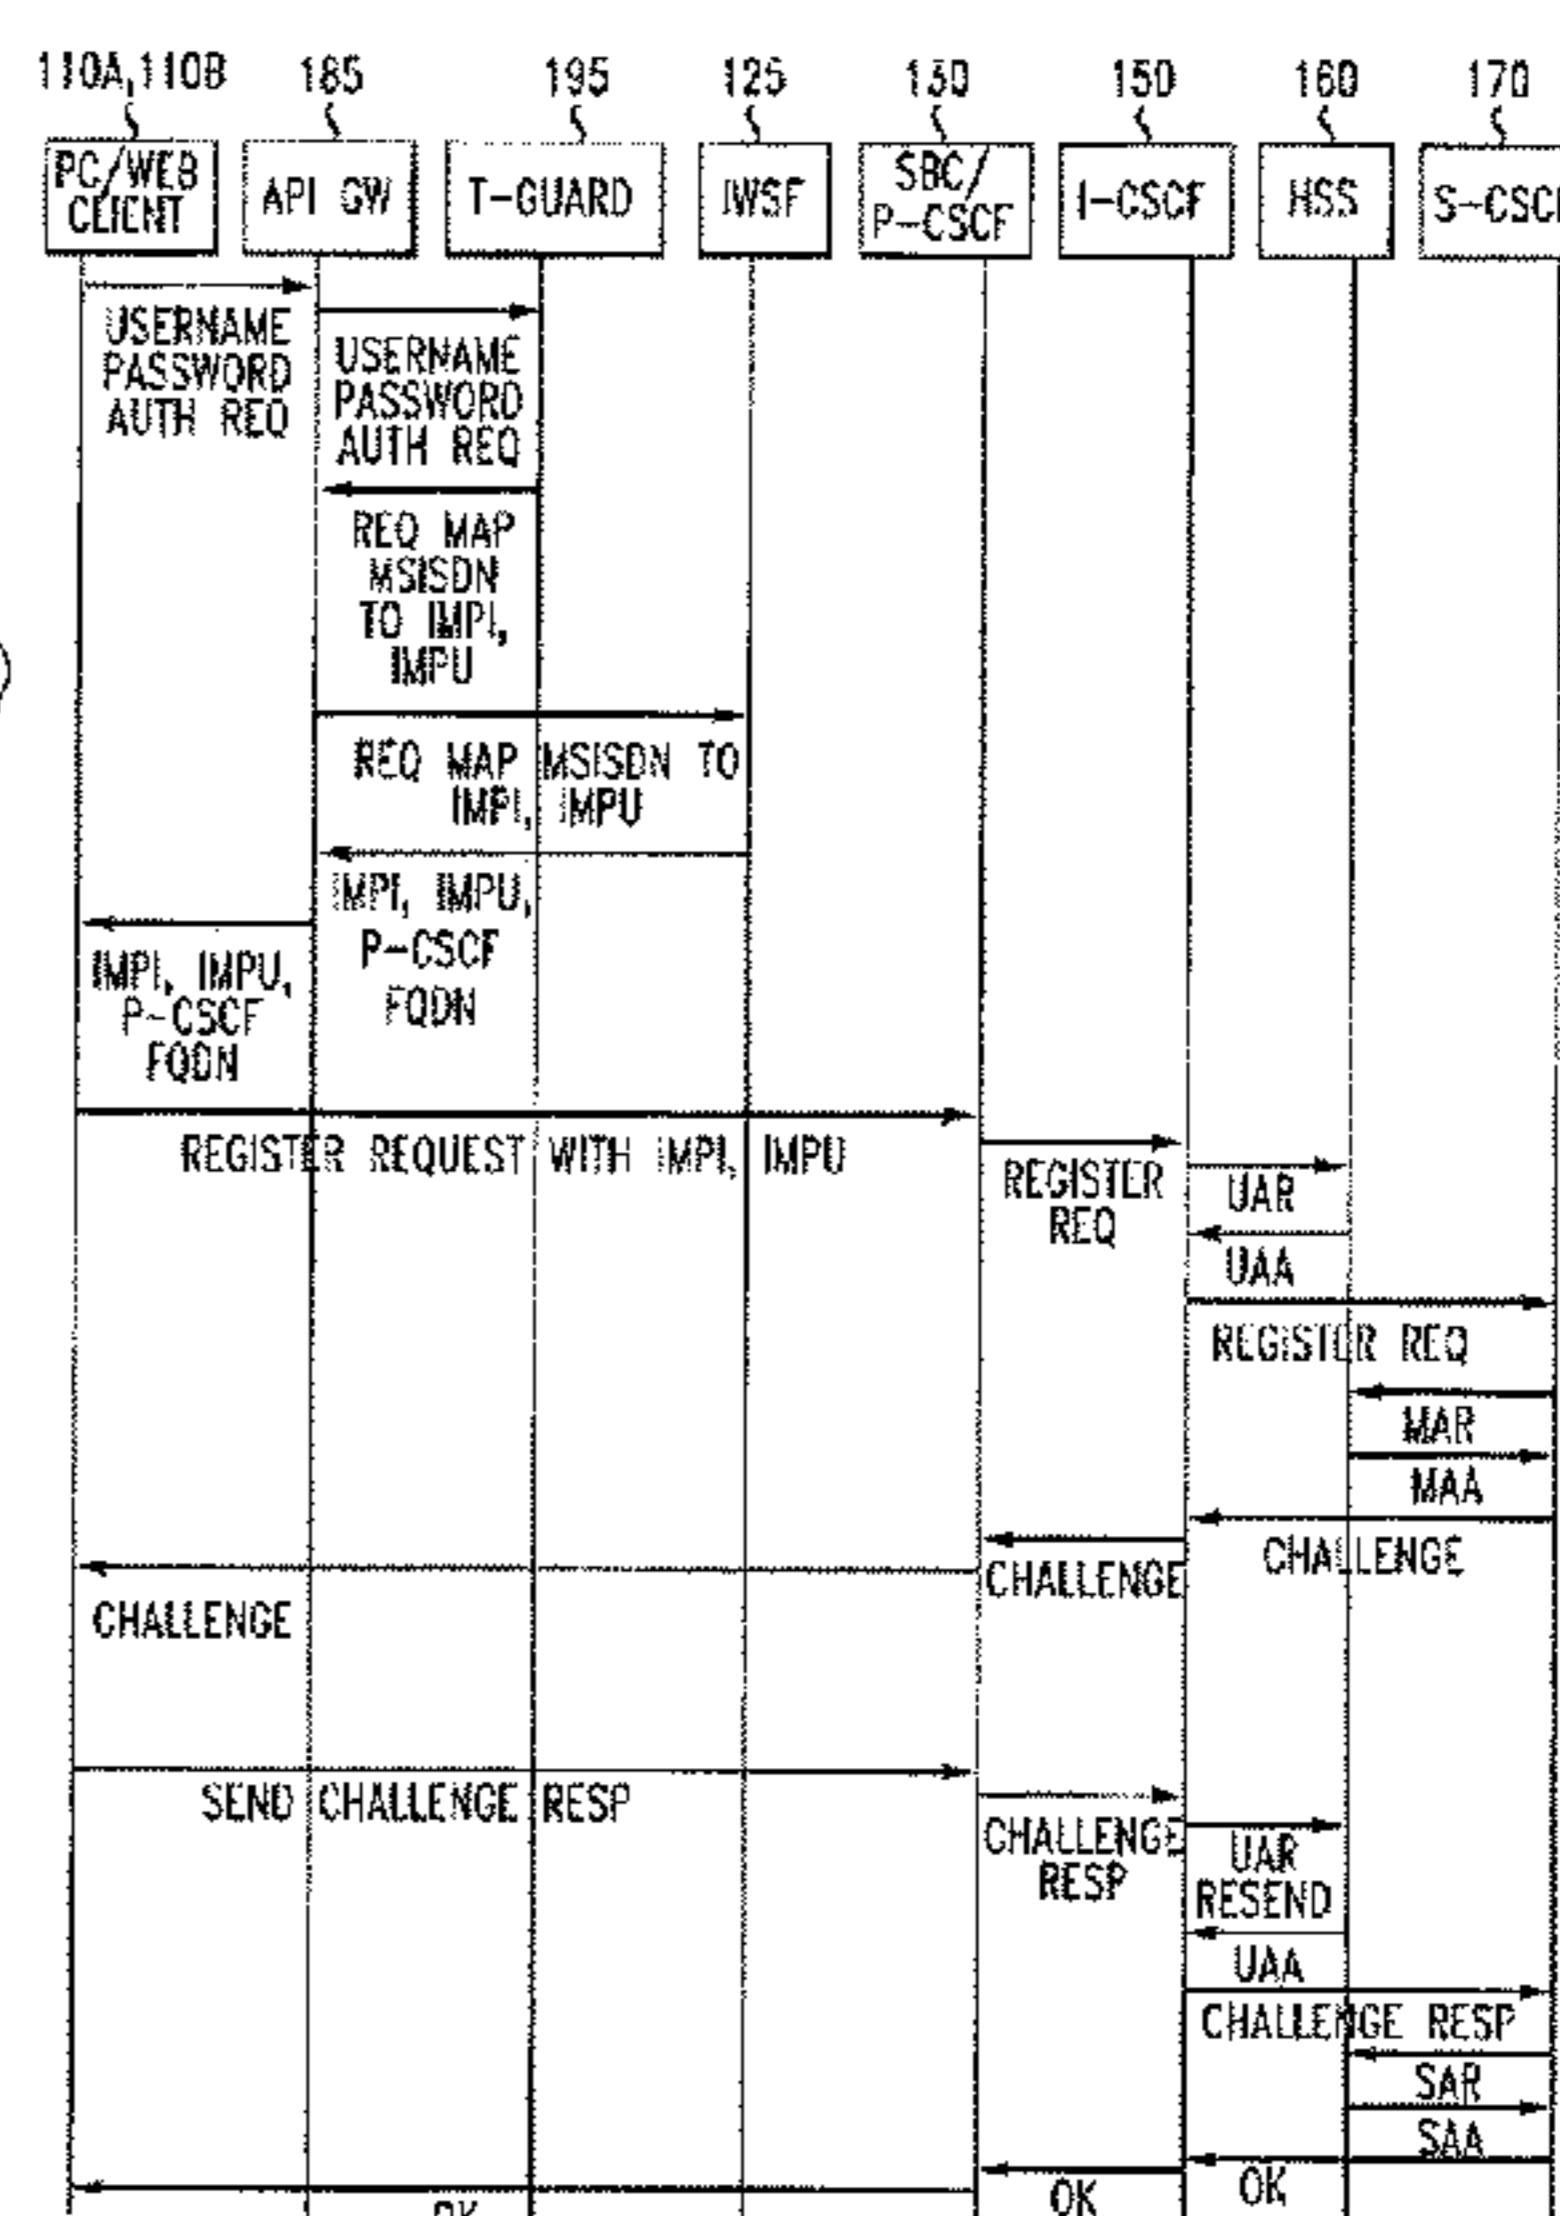 110A,110B 185 195 125 130 150 160 170
PC/WEB
CLIENT
API GW
T-GUARD
IWSF
SBC/
P-CSCF
I-CSCF
HSS
S-CSC
USERNAME
PASSWORD
AUTH REQ
USERNAME
PASSWORD
AUTH REQ
REQ MAP
MSISDN
TO IMPI,
IMPU
REQ MAP MSISDN TO
IMPI, IMPU
IMPI, IMPU,
P-CSCF
FQDN
IMPI, IMPU,
P-CSCF
FQDN
REGISTER REQUEST WITH IMPI, IMPU
REGISTER
REQ
UAR
UAA
REGISTER REQ
MAR
MAA
CHALLENGE
CHALLENGE
CHALLENGE
SEND CHALLENGE RESP
CHALLENGE
RESP
UAR
RESEND
UAA
CHALLENGE RESP
SAR
SAA
OK
OK
OK